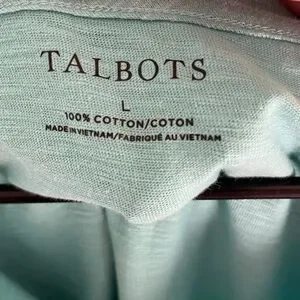 TALBOTS
L
100% COTTON/COTON
MADE IN VIETNAM/FABRIQUÉ AU VIETNAM